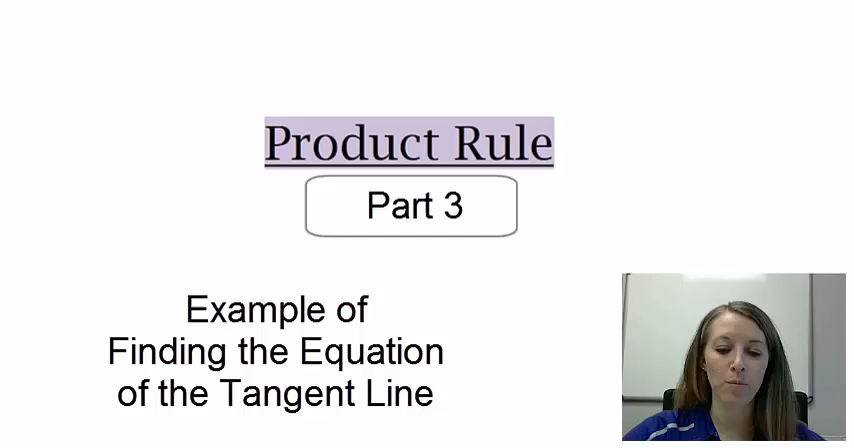 Product Rule
Part 3
Example of
Finding the Equation
of the Tangent Line